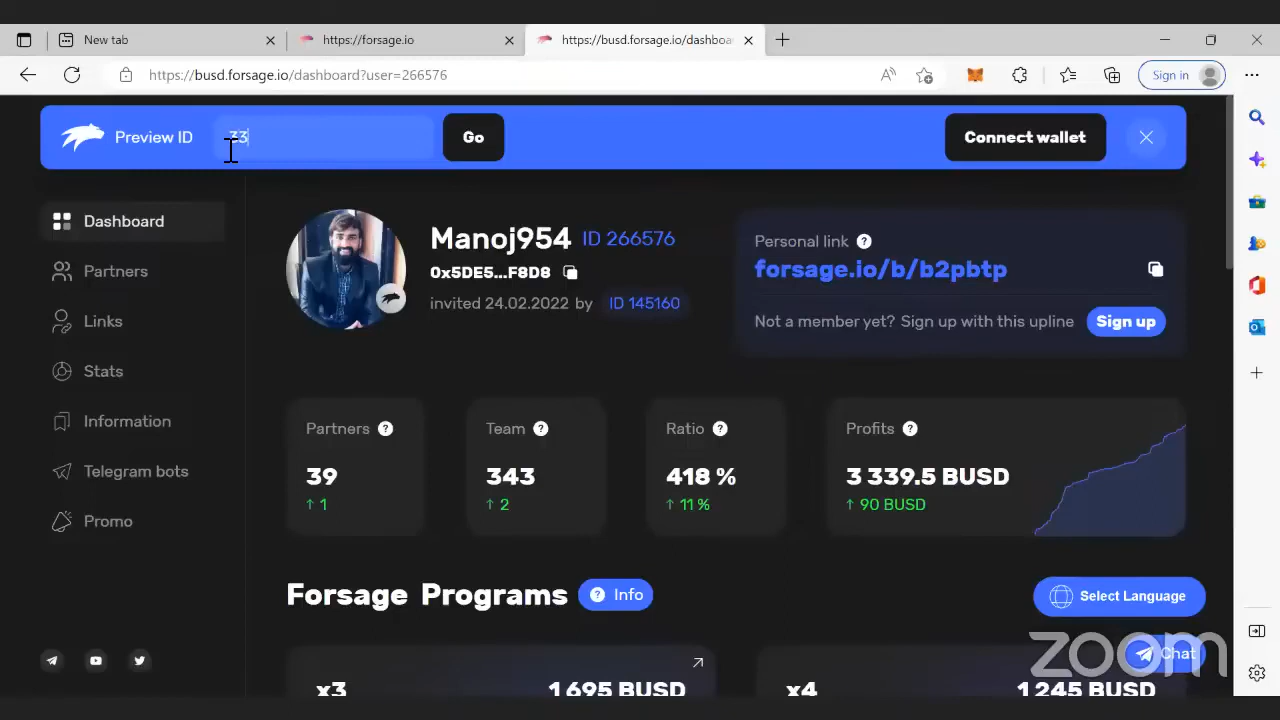 New tab
https://forsage.io
https://busd.forsage.io/dashboa
https://busd.forsage.io/dashboard?user=266576
Sign in
Preview ID
33
Go
Connect wallet
Dashboard
Partners
Links
Stats
Information
Telegram bots
Promo
Manoj954 ID 266576
0x5DE5...F8D8
invited 24.02.2022 by ID 145160
Personal link ?
forsage.io/b/b2pbtp
Not a member yet? Sign up with this upline Sign up
Partners ?
39
↑ 1
Team ?
343
↑ 2
Ratio ?
418 %
↑ 11 %
Profits ?
3 339.5 BUSD
↑ 90 BUSD
Forsage Programs ? Info
Select Language
x3 1 695 BUSD
x4 1 245 BUSD
Chat
zoom